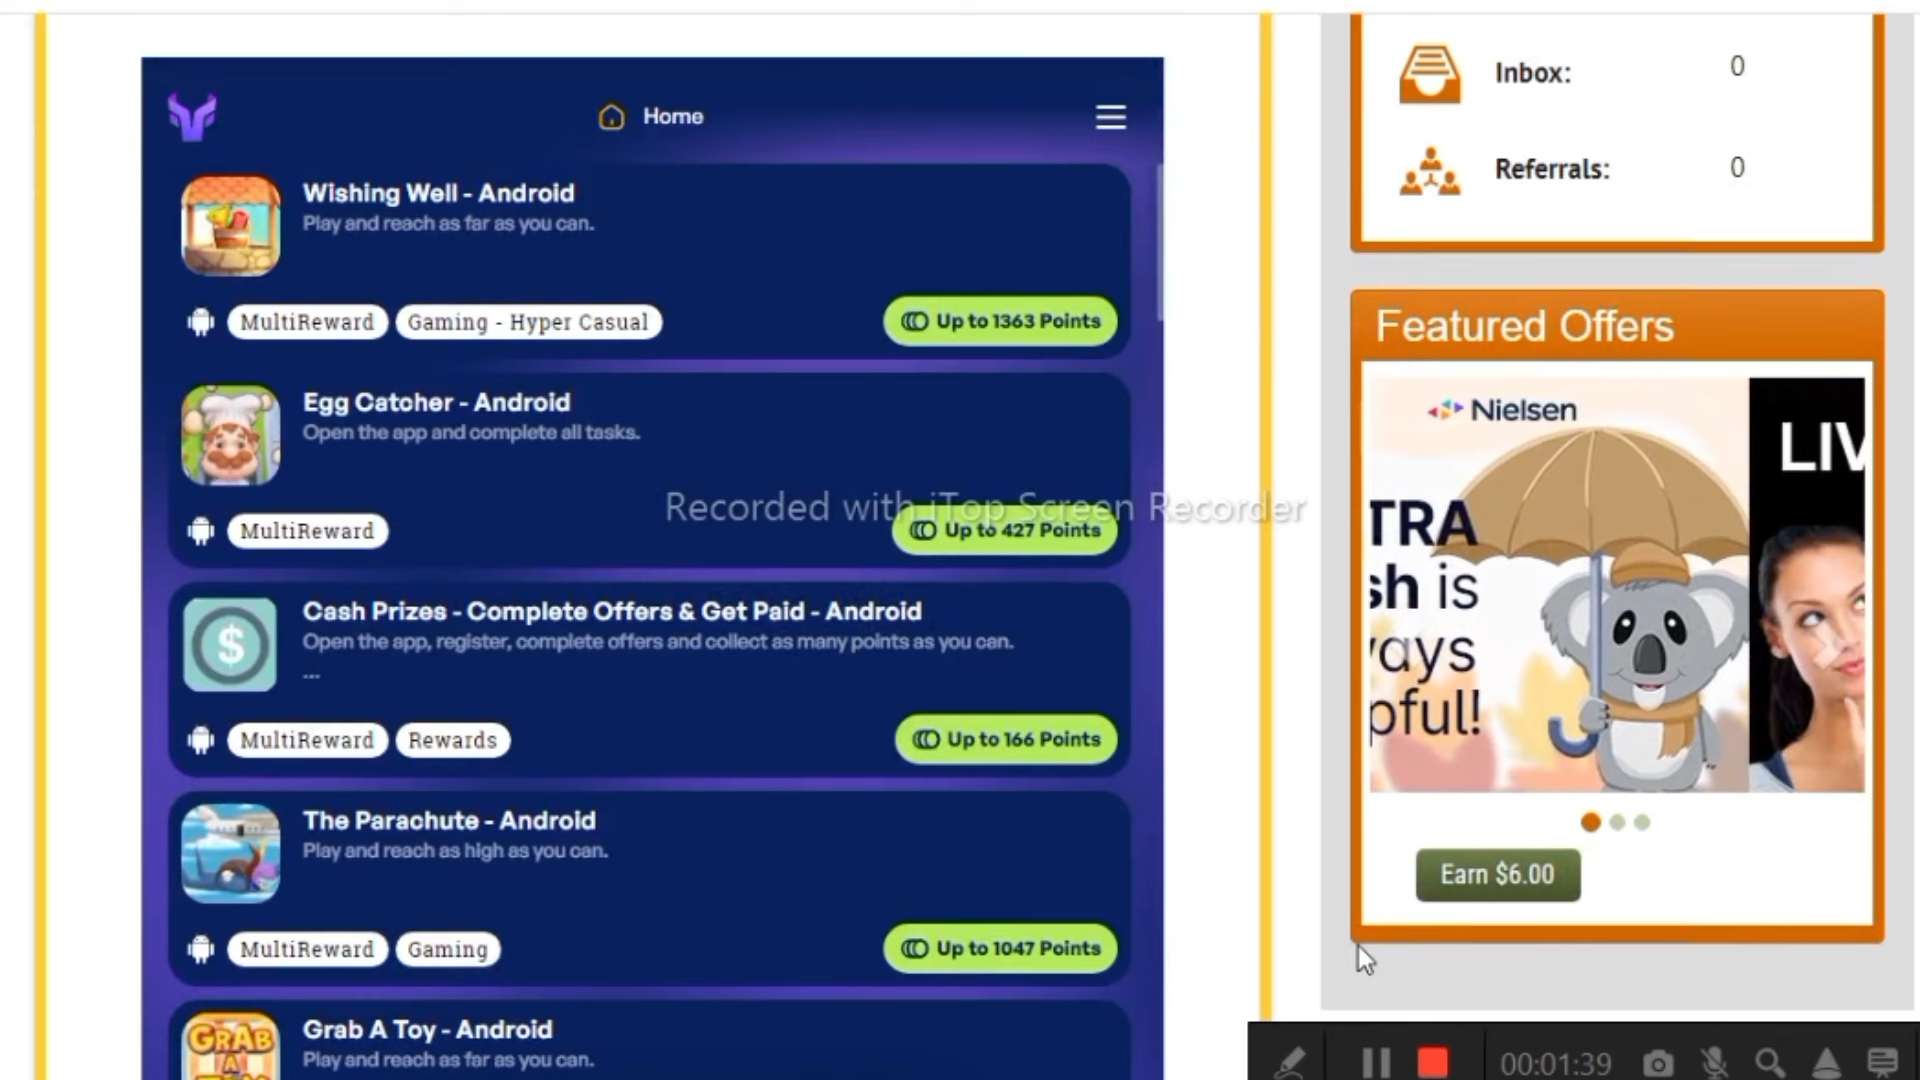 Home
Wishing Well - Android
Play and reach as far as you can.
MultiReward
Gaming - Hyper Casual
Up to 1363 Points
Egg Catcher - Android
Open the app and complete all tasks.
MultiReward
Up to 427 Points
Recorded with iTop Screen Recorder
Cash Prizes - Complete Offers & Get Paid - Android
Open the app, register, complete offers and collect as many points as you can.
...
MultiReward
Rewards
Up to 166 Points
The Parachute - Android
Play and reach as high as you can.
MultiReward
Gaming
Up to 1047 Points
GRAB
A
Grab A Toy - Android
Play and reach as far as you can.
Inbox:
0
Referrals:
0
Featured Offers
Nielsen
TRA
sh is
ways
pful!
LIV
Earn $6.00
00:01:39